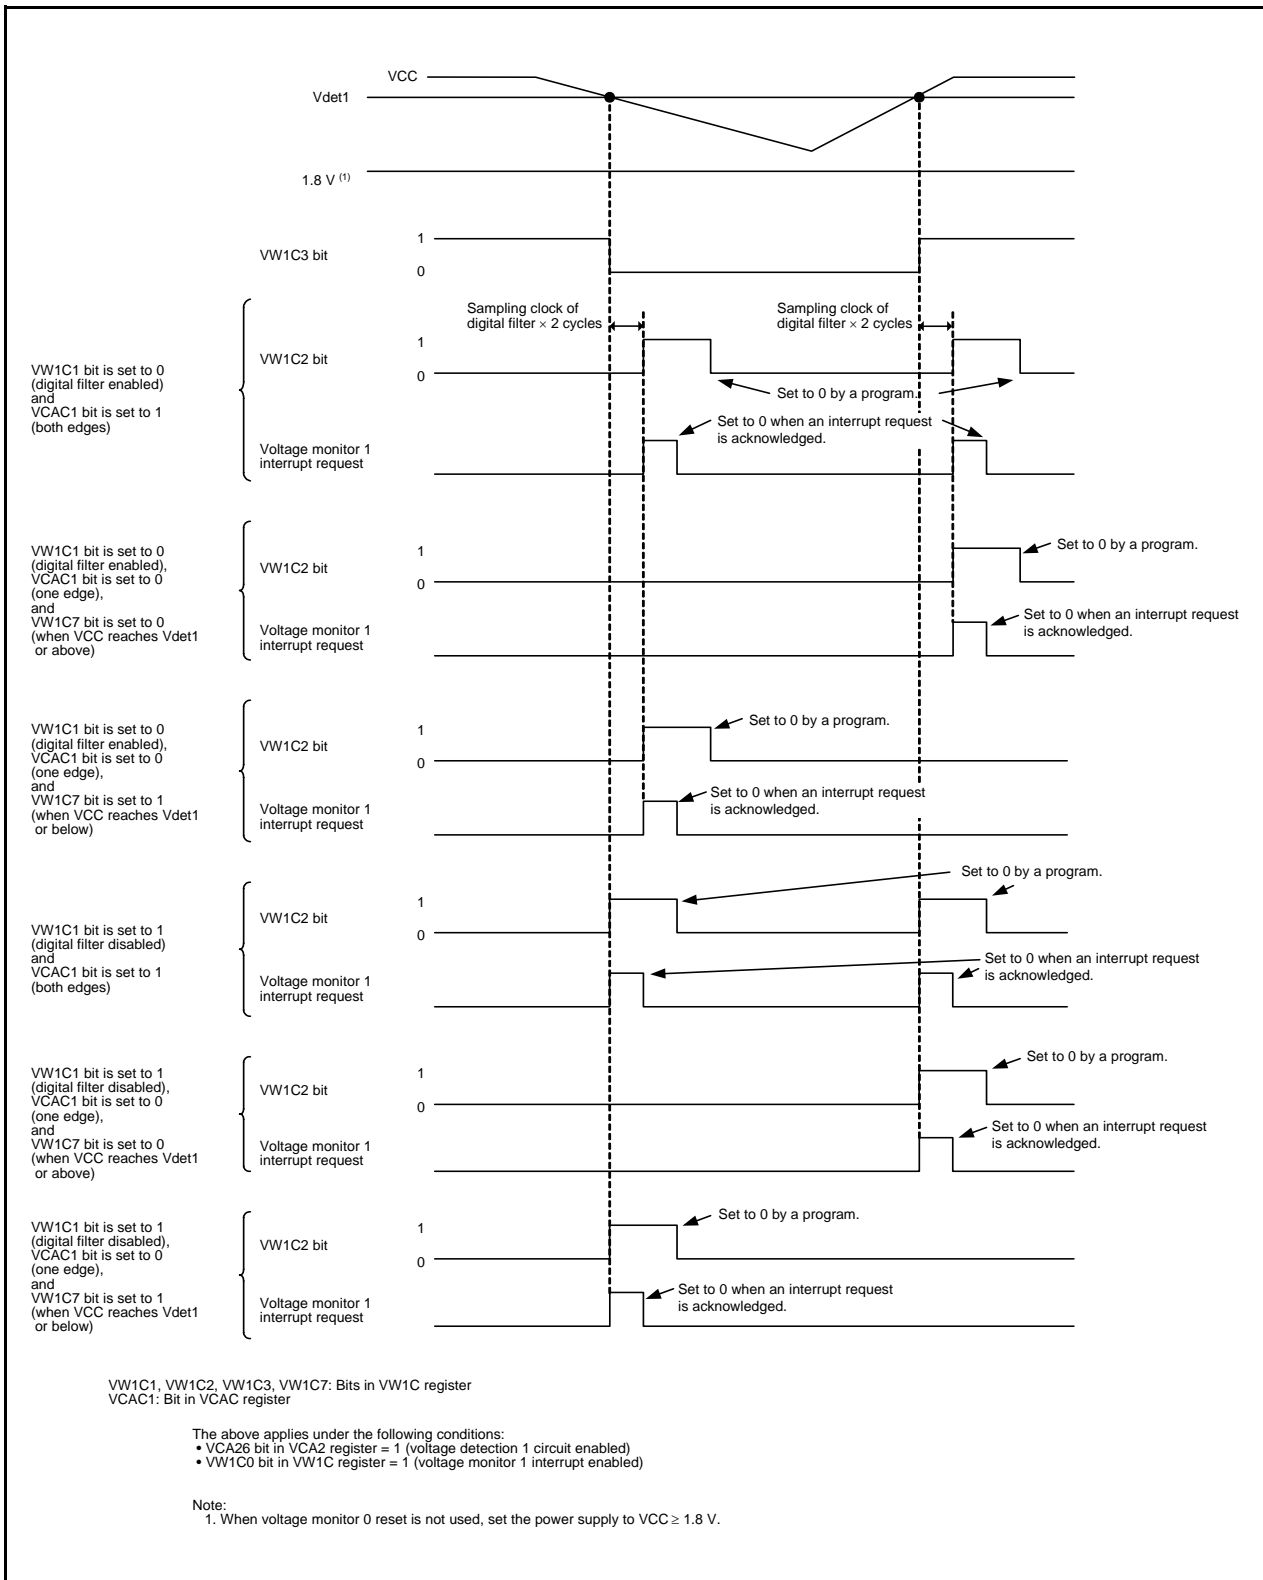 VCC
Vdet1
1.8 V (1)
VW1C3 bit
1
0
Sampling clock of
digital filter × 2 cycles
Sampling clock of
digital filter × 2 cycles
VW1C1 bit is set to 0
(digital filter enabled)
and
VCAC1 bit is set to 1
(both edges)
VW1C2 bit
1
0
Set to 0 by a program.
Set to 0 when an interrupt request
is acknowledged.
Voltage monitor 1
interrupt request
VW1C1 bit is set to 0
(digital filter enabled),
VCAC1 bit is set to 0
(one edge),
and
VW1C7 bit is set to 0
(when VCC reaches Vdet1
or above)
VW1C2 bit
1
0
Set to 0 by a program.
Voltage monitor 1
interrupt request
Set to 0 when an interrupt request
is acknowledged.
VW1C1 bit is set to 0
(digital filter enabled),
VCAC1 bit is set to 0
(one edge),
and
VW1C7 bit is set to 1
(when VCC reaches Vdet1
or below)
VW1C2 bit
1
0
Set to 0 by a program.
Voltage monitor 1
interrupt request
Set to 0 when an interrupt request
is acknowledged.
VW1C1 bit is set to 1
(digital filter disabled)
and
VCAC1 bit is set to 1
(both edges)
VW1C2 bit
1
0
Set to 0 by a program.
Voltage monitor 1
interrupt request
Set to 0 when an interrupt request
is acknowledged.
VW1C1 bit is set to 1
(digital filter disabled),
VCAC1 bit is set to 0
(one edge),
and
VW1C7 bit is set to 0
(when VCC reaches Vdet1
or above)
VW1C2 bit
1
0
Set to 0 by a program.
Voltage monitor 1
interrupt request
Set to 0 when an interrupt request
is acknowledged.
VW1C1 bit is set to 1
(digital filter disabled),
VCAC1 bit is set to 0
(one edge),
and
VW1C7 bit is set to 1
(when VCC reaches Vdet1
or below)
VW1C2 bit
1
0
Set to 0 by a program.
Voltage monitor 1
interrupt request
Set to 0 when an interrupt request
is acknowledged.
VW1C1, VW1C2, VW1C3, VW1C7: Bits in VW1C register
VCAC1: Bit in VCAC register
The above applies under the following conditions:
• VCA26 bit in VCA2 register = 1 (voltage detection 1 circuit enabled)
• VW1C0 bit in VW1C register = 1 (voltage monitor 1 interrupt enabled)
Note:
1. When voltage monitor 0 reset is not used, set the power supply to VCC ≥ 1.8 V.